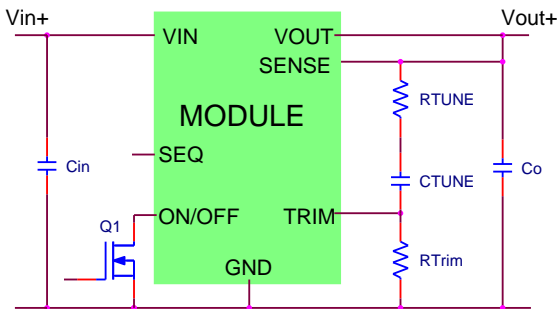 Vin+ Vout+
VIN VOUT
SENSE
MODULE RTUNE
SEQ Cin CTUNE Co
Q1 ON/OFF TRIM
GND RTrim